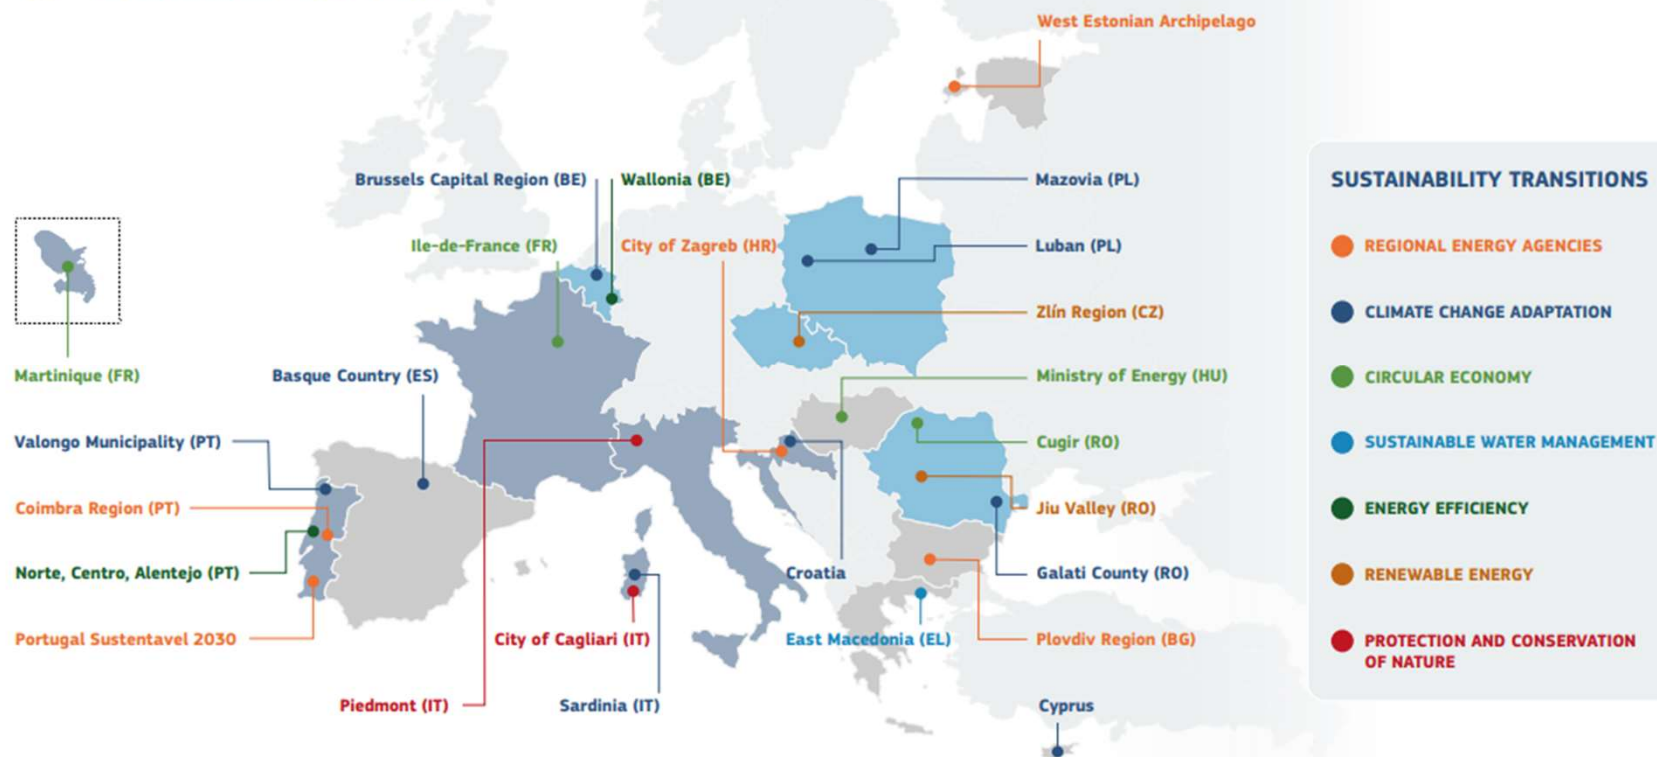 West Estonian Archipelago
Brussels Capital Region (BE)
Wallonia (BE)
Mazovia (PL)
Ile-de-France (FR)
City of Zagreb (HR)
Luban (PL)
Zlín Region (CZ)
Martinique (FR)
Basque Country (ES)
Ministry of Energy (HU)
Valongo Municipality (PT)
Cugir (RO)
Coimbra Region (PT)
Jiu Valley (RO)
Norte, Centro, Alentejo (PT)
Croatia
Galati County (RO)
Portugal Sustentavel 2030
City of Cagliari (IT)
East Macedonia (EL)
Plovdiv Region (BG)
Piedmont (IT)
Sardinia (IT)
Cyprus
SUSTAINABILITY TRANSITIONS
REGIONAL ENERGY AGENCIES
CLIMATE CHANGE ADAPTATION
CIRCULAR ECONOMY
SUSTAINABLE WATER MANAGEMENT
ENERGY EFFICIENCY
RENEWABLE ENERGY
PROTECTION AND CONSERVATION
OF NATURE